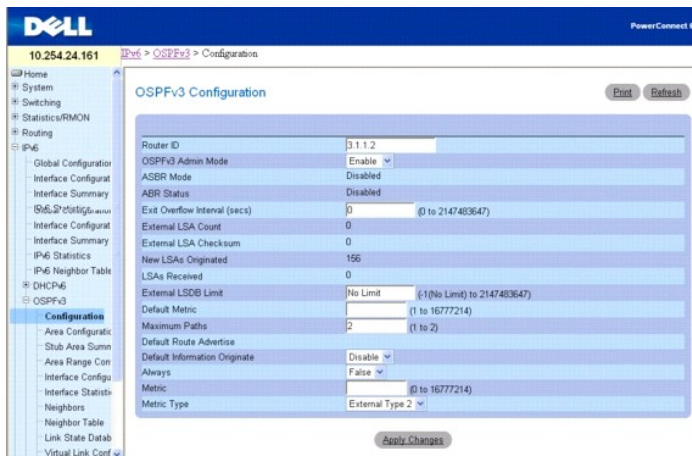 DELL
PowerConnect
10.254.24.161
IPv6 > OSPFv3 > Configuration
Home
System
Switching
Statistics/RMON
Routing
IPv6
Global Configuration
Interface Configurat
Interface Summary
Interface Configurat
Interface Summary
IPv6 Statistics
IPv6 Neighbor Table
DHCPv6
OSPFv3
Configuration
Area Configuratic
Stub Area Summ
Area Range Con
Interface Configu
Interface Statisti
Neighbors
Neighbor Table
Link State Datab
Virtual Link Conf
OSPFv3 Configuration
Print Refresh
Router ID 3.1.1.2
OSPFv3 Admin Mode Enable
ASBR Mode Disabled
ABR Status Disabled
Exit Overflow Interval (secs) 0 (0 to 2147483647)
External LSA Count 0
External LSA Checksum 0
New LSAs Originated 156
LSAs Received 0
External LSDB Limit No Limit (-1(No Limit) to 2147483647)
Default Metric (1 to 16777214)
Maximum Paths 2 (1 to 2)
Default Route Advertise
Default Information Originate Disable
Always False
Metric (0 to 16777214)
Metric Type External Type 2
Apply Changes